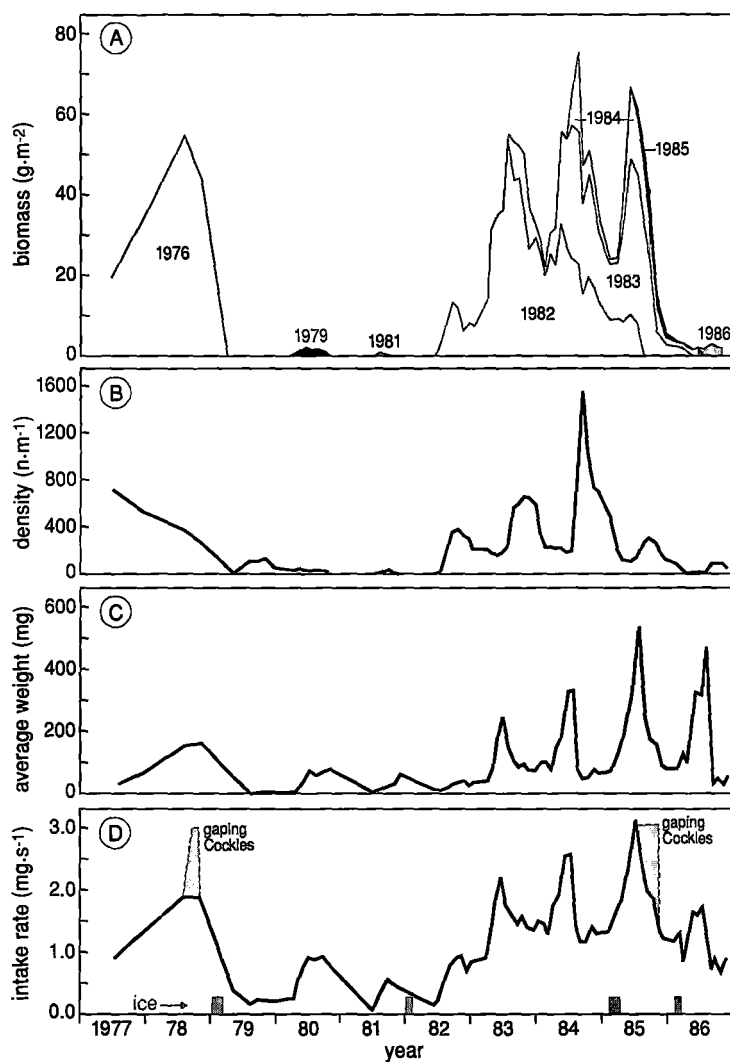 A
80
60
40
20
0
biomass (g·m-2)
1976
1979
1981
1982
1983
1984
1985
1986
B
1600
1200
800
400
0
density (n·m-1)
C
600
400
200
0
average weight (mg)
D
3.0
2.0
1.0
0.0
intake rate (mg·s-1)
gaping
Cockles
gaping
Cockles
ice
1977 78 79 80 81 82 83 84 85 86
year